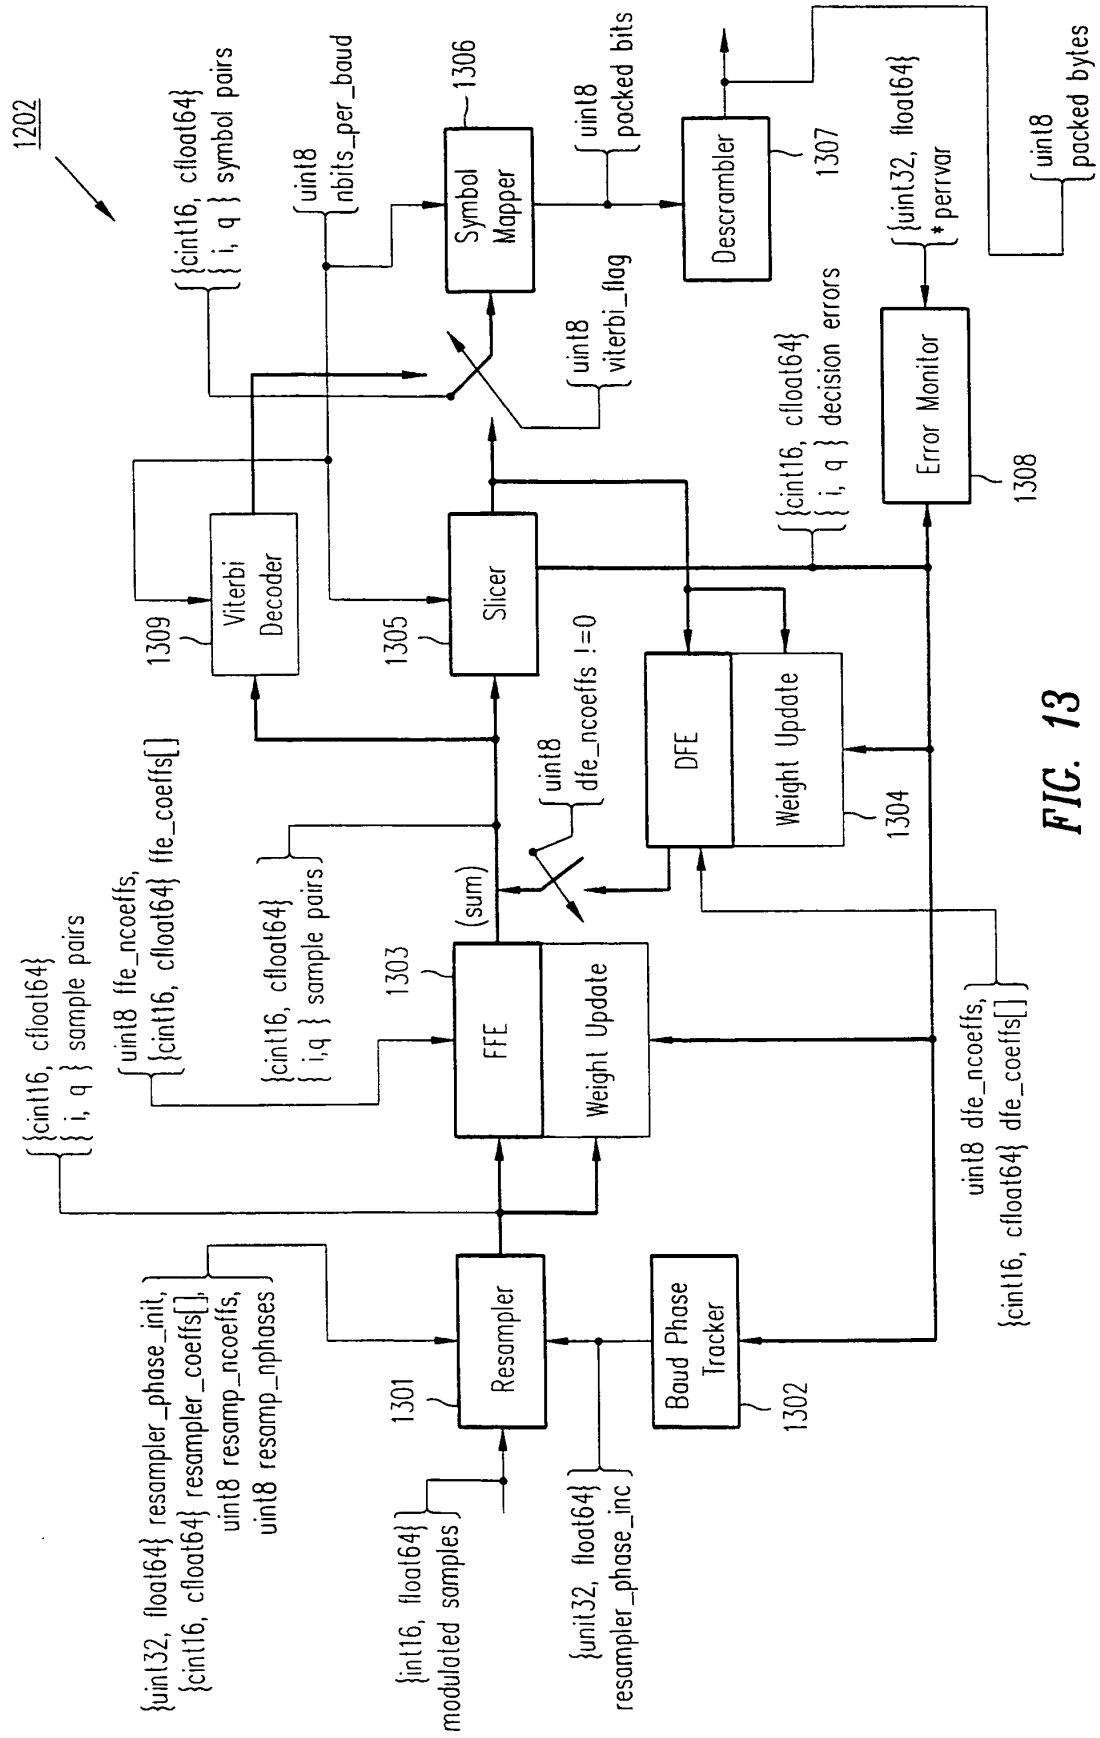 1202
{uint32, float64} resampler_phase_init,
{cint16, cfloat64} resampler_coeffs[],
uint8 resamp_ncoeffs,
uint8 resamp_nphases
{cint16, cfloat64}
{ i, q } sample pairs
uint8 ffe_ncoeffs,
{cint16, cfloat64} ffe_coeffs[]
{cint16, cfloat64}
{ i,q } sample pairs
{cint16, cfloat64}
{ i, q } symbol pairs
uint8
nbits_per_baud
1309
Viterbi
Decoder
{int16, float64}
modulated samples
1301
Resampler
1303
FFE
Weight Update
(sum)
1305
Slicer
1306
Symbol
Mapper
uint8
viterbi_flag
uint8
packed bits
uint8
dfe_ncoeffs !=0
{unit32, float64}
resampler_phase_inc
Baud Phase
Tracker
1302
DFE
Weight Update
1304
Descrambler
1307
{cint16, cfloat64}
{ i, q } decision errors
Error Monitor
1308
{uint32, float64}
* perrvar
uint8 dfe_ncoeffs,
{cint16, cfloat64} dfe_coeffs[]
uint8
packed bytes
FIG. 13